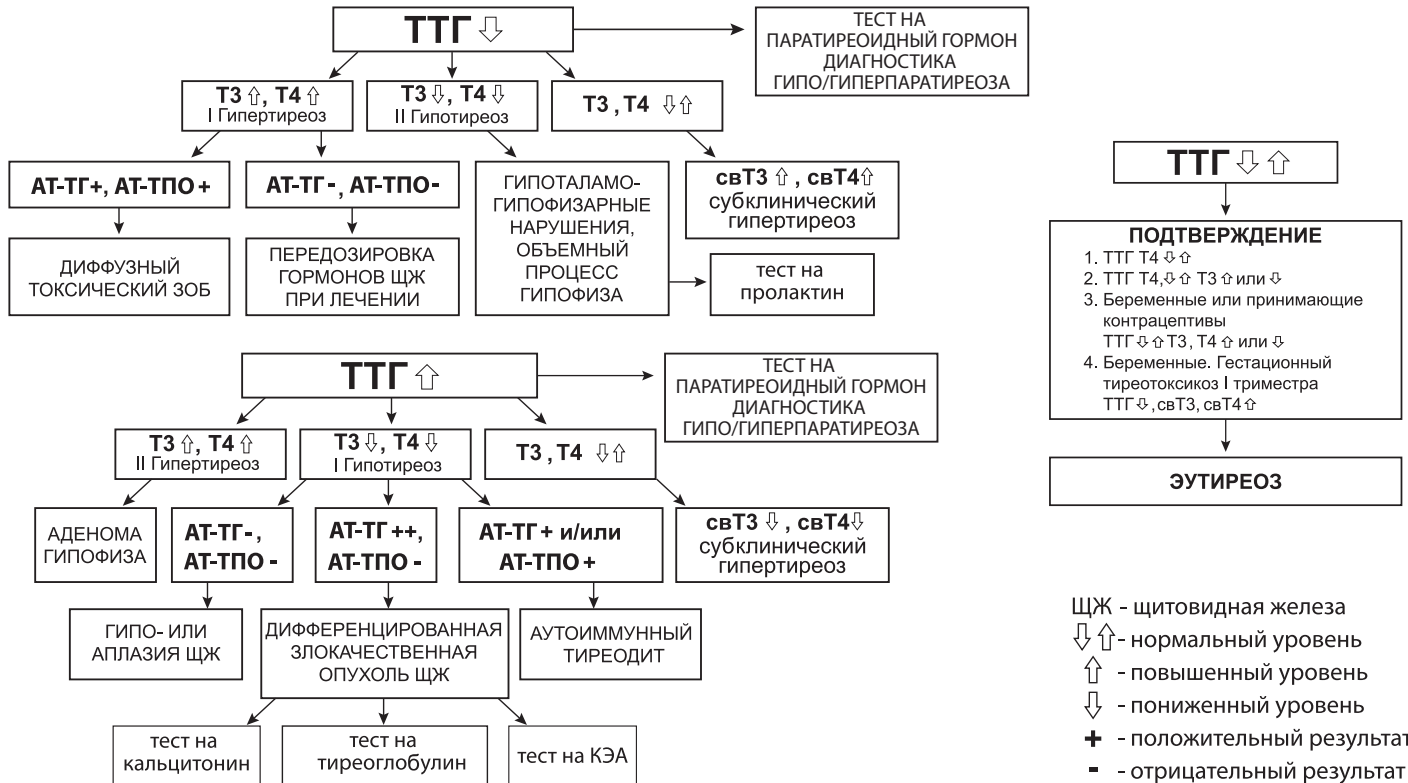 ТТГ ⇩
ТЕСТ НА
ПАРАТИРЕОИДНЫЙ ГОРМОН
ДИАГНОСТИКА
ГИПО/ГИПЕРПАРАТИРЕОЗА
Т3 ⇧, Т4 ⇧
I Гипертиреоз
Т3 ⇩, Т4 ⇩
II Гипотиреоз
Т3 , Т4 ⇩⇧
АТ-ТГ+, АТ-ТПО +
АТ-ТГ -, АТ-ТПО-
ГИПОТАЛАМО-
ГИПОФИЗАРНЫЕ
НАРУШЕНИЯ,
ОБЪЕМНЫЙ
ПРОЦЕСС
ГИПОФИЗА
свТ3 ⇧ , свТ4⇧
субклинический
гипертиреоз
ДИФФУЗНЫЙ
ТОКСИЧЕСКИЙ ЗОБ
ПЕРЕДОЗИРОВКА
ГОРМОНОВ ЩЖ
ПРИ ЛЕЧЕНИИ
тест на
пролактин
ТТГ ⇧
ТЕСТ НА
ПАРАТИРЕОИДНЫЙ ГОРМОН
ДИАГНОСТИКА
ГИПО/ГИПЕРПАРАТИРЕОЗА
Т3 ⇧, Т4 ⇧
II Гипертиреоз
Т3 ⇩, Т4 ⇩
I Гипотиреоз
Т3 , Т4 ⇩⇧
АДЕНОМА
ГИПОФИЗА
АТ-ТГ -,
АТ-ТПО -
АТ-ТГ ++,
АТ-ТПО -
АТ-ТГ + и/или
АТ-ТПО +
свТ3 ⇩ , свТ4⇩
субклинический
гипертиреоз
ГИПО- ИЛИ
АПЛАЗИЯ ЩЖ
ДИФФЕРЕНЦИРОВАННАЯ
ЗЛОКАЧЕСТВЕННАЯ
ОПУХОЛЬ ЩЖ
АУТОИММУННЫЙ
ТИРЕОДИТ
тест на
кальцитонин
тест на
тиреоглобулин
тест на КЭА
ТТГ ⇩ ⇧
ПОДТВЕРЖДЕНИЕ
1. ТТГ Т4 ⇩⇧
2. ТТГ Т4,⇩⇧ Т3 ⇧ или ⇩
3. Беременные или принимающие
контрацептивы
ТТГ ⇩ ⇧ Т3, Т4 ⇧ или ⇩
4. Беременные. Гестационный
тиреотоксикоз I триместра
ТТГ ⇩, свТ3, свТ4 ⇧
ЭУТИРЕОЗ
ЩЖ - щитовидная железа
⇩ ⇧ - нормальный уровень
⇧ - повышенный уровень
⇩ - пониженный уровень
+ - положительный результат
- - отрицательный результат